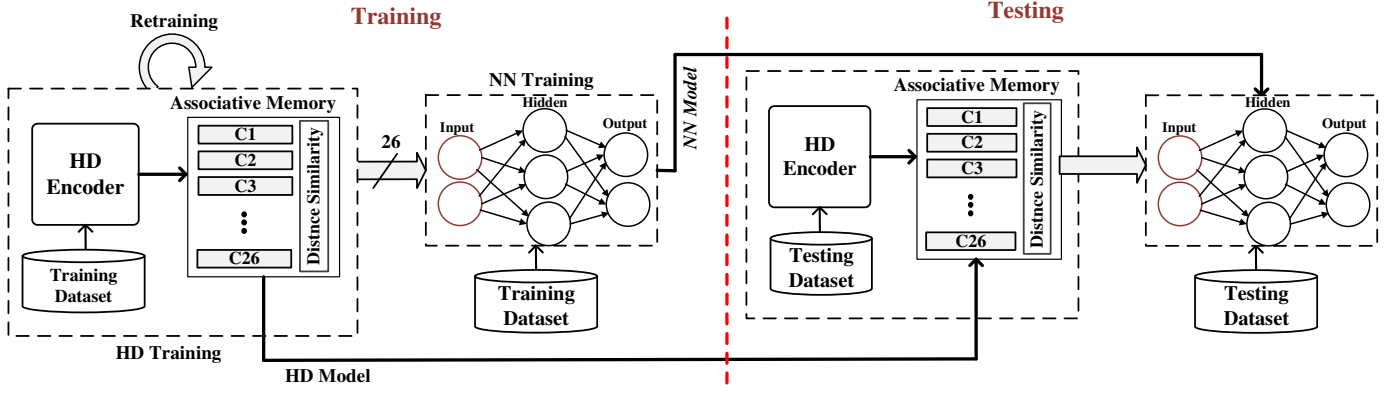 Training
Testing
Retraining
NN Training
Associative Memory
HD
Encoder
C1
C2
C3
C26
Distnce Similarity
Training
Dataset
HD Training
26
Input
Hidden
Output
Training
Dataset
NN Model
HD Model
Associative Memory
HD
Encoder
C1
C2
C3
C26
Distnce Similarity
Testing
Dataset
Input
Hidden
Output
Testing
Dataset